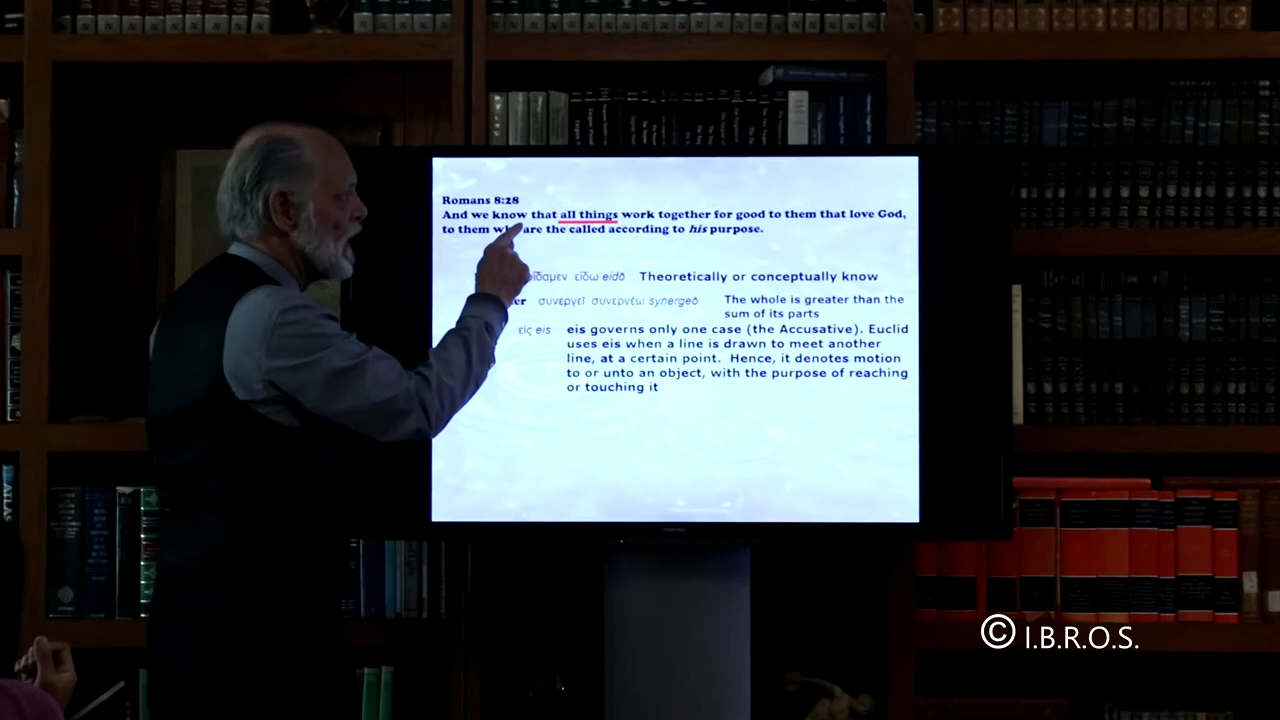 Romans 8:28
And we know that all things work together for good to them that love God,
to them who are the called according to his purpose.
οἴδαμεν εἴδω eidō Theoretically or conceptually know
συνεργεῖ συνεργέω synergeō The whole is greater than the
sum of its parts
εἰς eis eis governs only one case (the Accusative). Euclid
uses eis when a line is drawn to meet another
line, at a certain point. Hence, it denotes motion
to or unto an object, with the purpose of reaching
or touching it
ATLAS
© I.B.R.O.S.